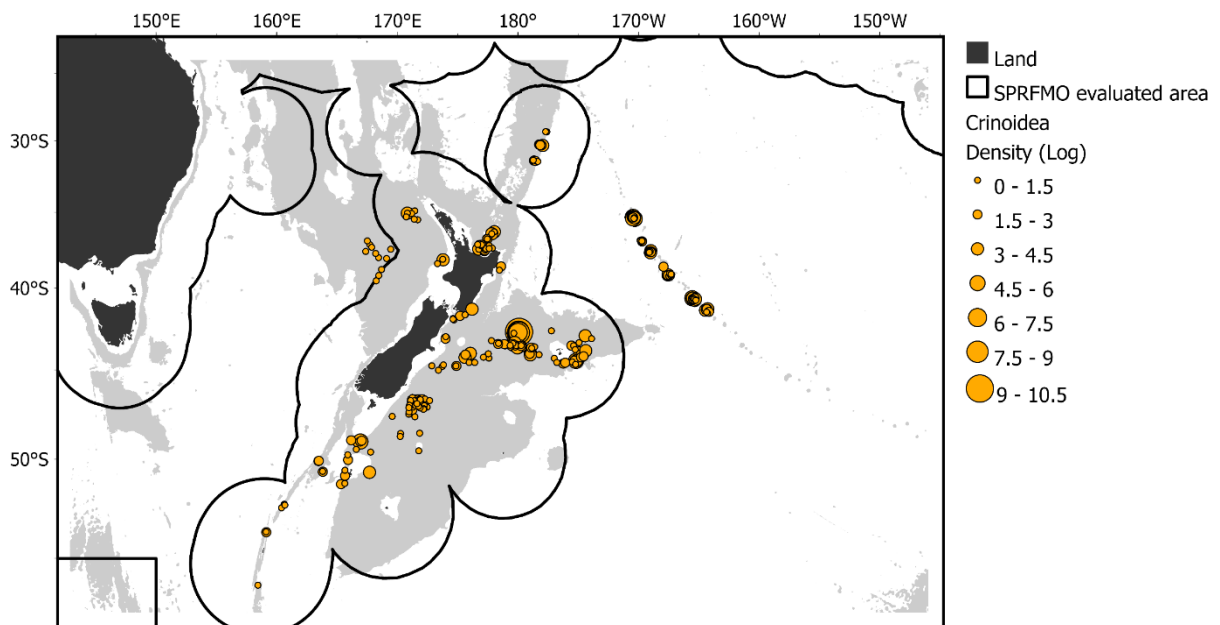 150°E 160°E 170°E 180° 170°W 160°W 150°W
30°S
40°S
50°S
Land
SPRFMO evaluated area
Crinoidea
Density (Log)
0 - 1.5
1.5 - 3
3 - 4.5
4.5 - 6
6 - 7.5
7.5 - 9
9 - 10.5